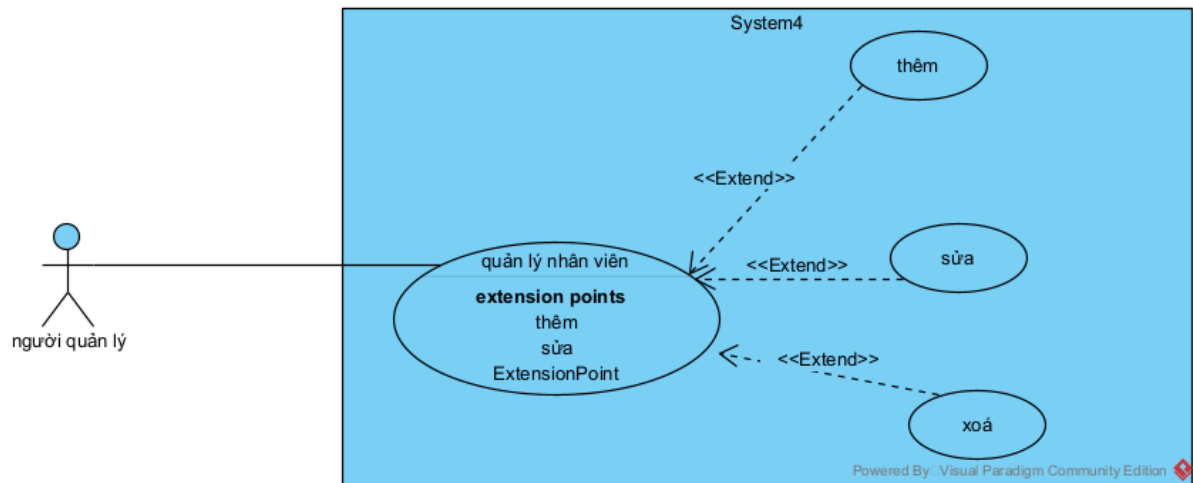 System4
thêm
<<Extend>>
quản lý nhân viên
<<Extend>>
sửa
extension points
thêm
sửa
ExtensionPoint
người quản lý
<<Extend>>
xoá
Powered By Visual Paradigm Community Edition